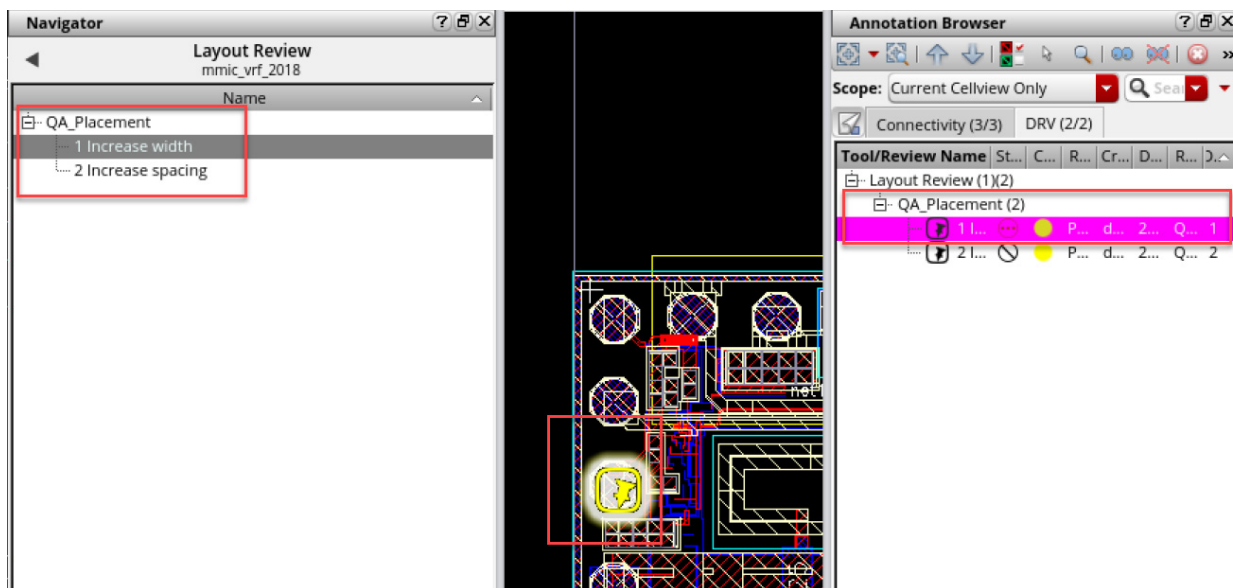 Navigator
Layout Review
mmic_vrf_2018
Name
QA_Placement
1 Increase width
2 Increase spacing
net
Annotation Browser
Scope: Current Cellview Only
Sea
Connectivity (3/3) DRV (2/2)
Tool/Review Name St... C... R... Cr... D... R...
Layout Review (1)(2)
QA_Placement (2)
1 I... P... d... 2... Q... 1
2 I... P... d... 2... Q... 2